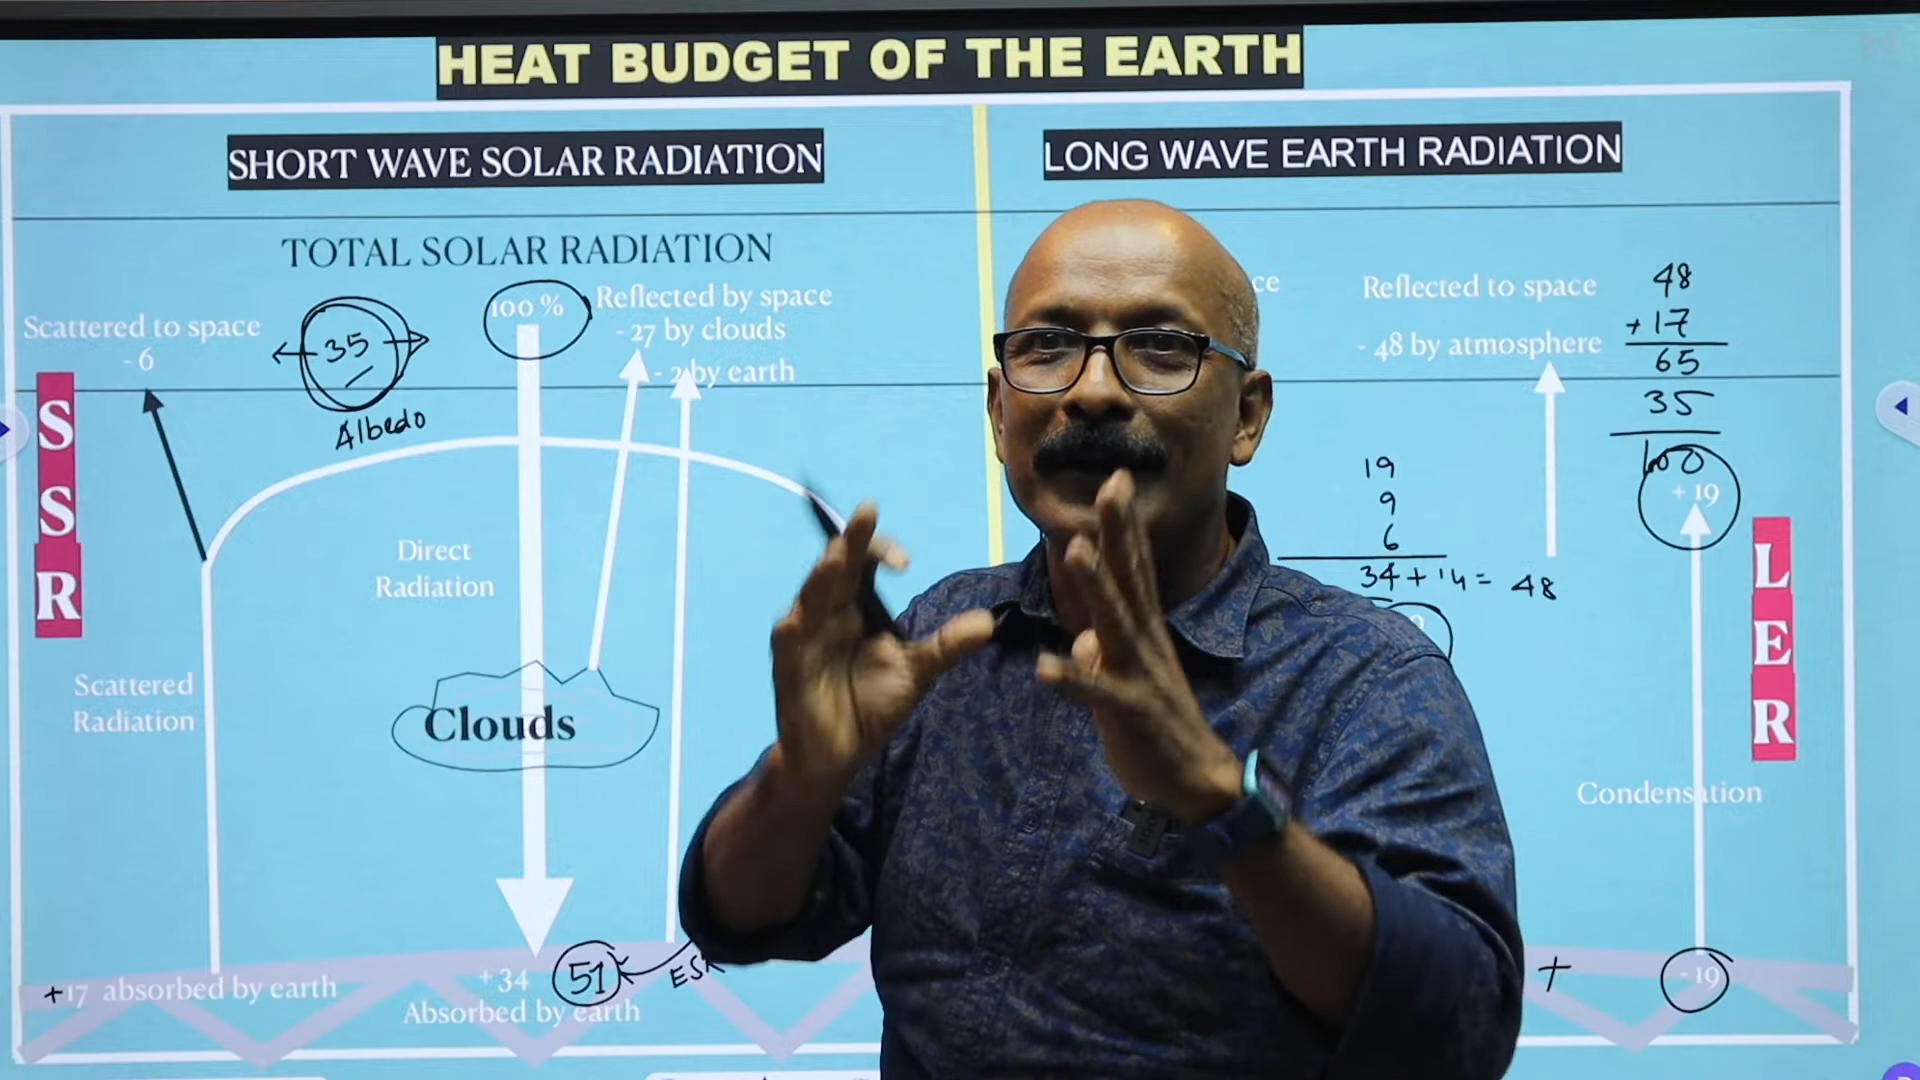 HEAT BUDGET OF THE EARTH
SHORT WAVE SOLAR RADIATION
LONG WAVE EARTH RADIATION
TOTAL SOLAR RADIATION
Scattered to space
- 6
35
Albedo
100 %
Reflected by space
- 27 by clouds
- 2 by earth
ce
Reflected to space
- 48 by atmosphere
48
+ 17
65
35
100
+ 19
S
S
R
Direct
Radiation
Scattered
Radiation
Clouds
19
9
6
34 + 14 = 48
L
E
R
Condensation
+17 absorbed by earth
+34
Absorbed by earth
51
+
- 19